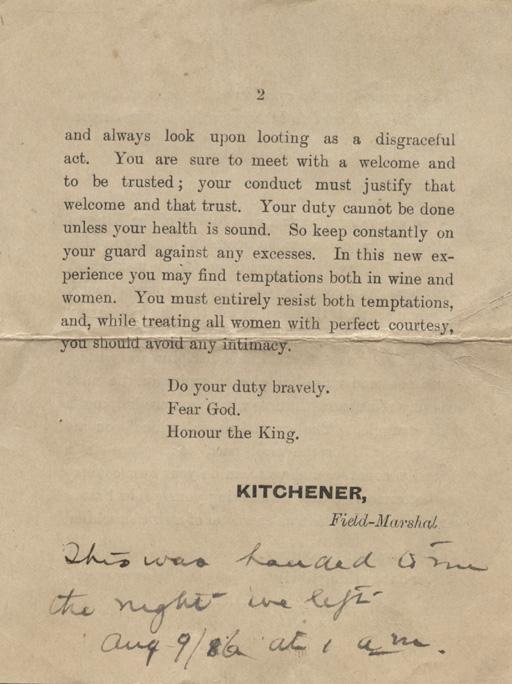 2
and always look upon looting as a disgraceful
act. You are sure to meet with a welcome and
to be trusted; your conduct must justify that
welcome and that trust. Your duty cannot be done
unless your health is sound. So keep constantly on
your guard against any excesses. In this new ex-
perience you may find temptations both in wine and
women. You must entirely resist both temptations,
and, while treating all women with perfect courtesy,
you should avoid any intimacy.
Do your duty bravely.
Fear God.
Honour the King.
KITCHENER,
Field-Marshal
This was handed to me
the night we left
Aug 9/ at 1 a.m.